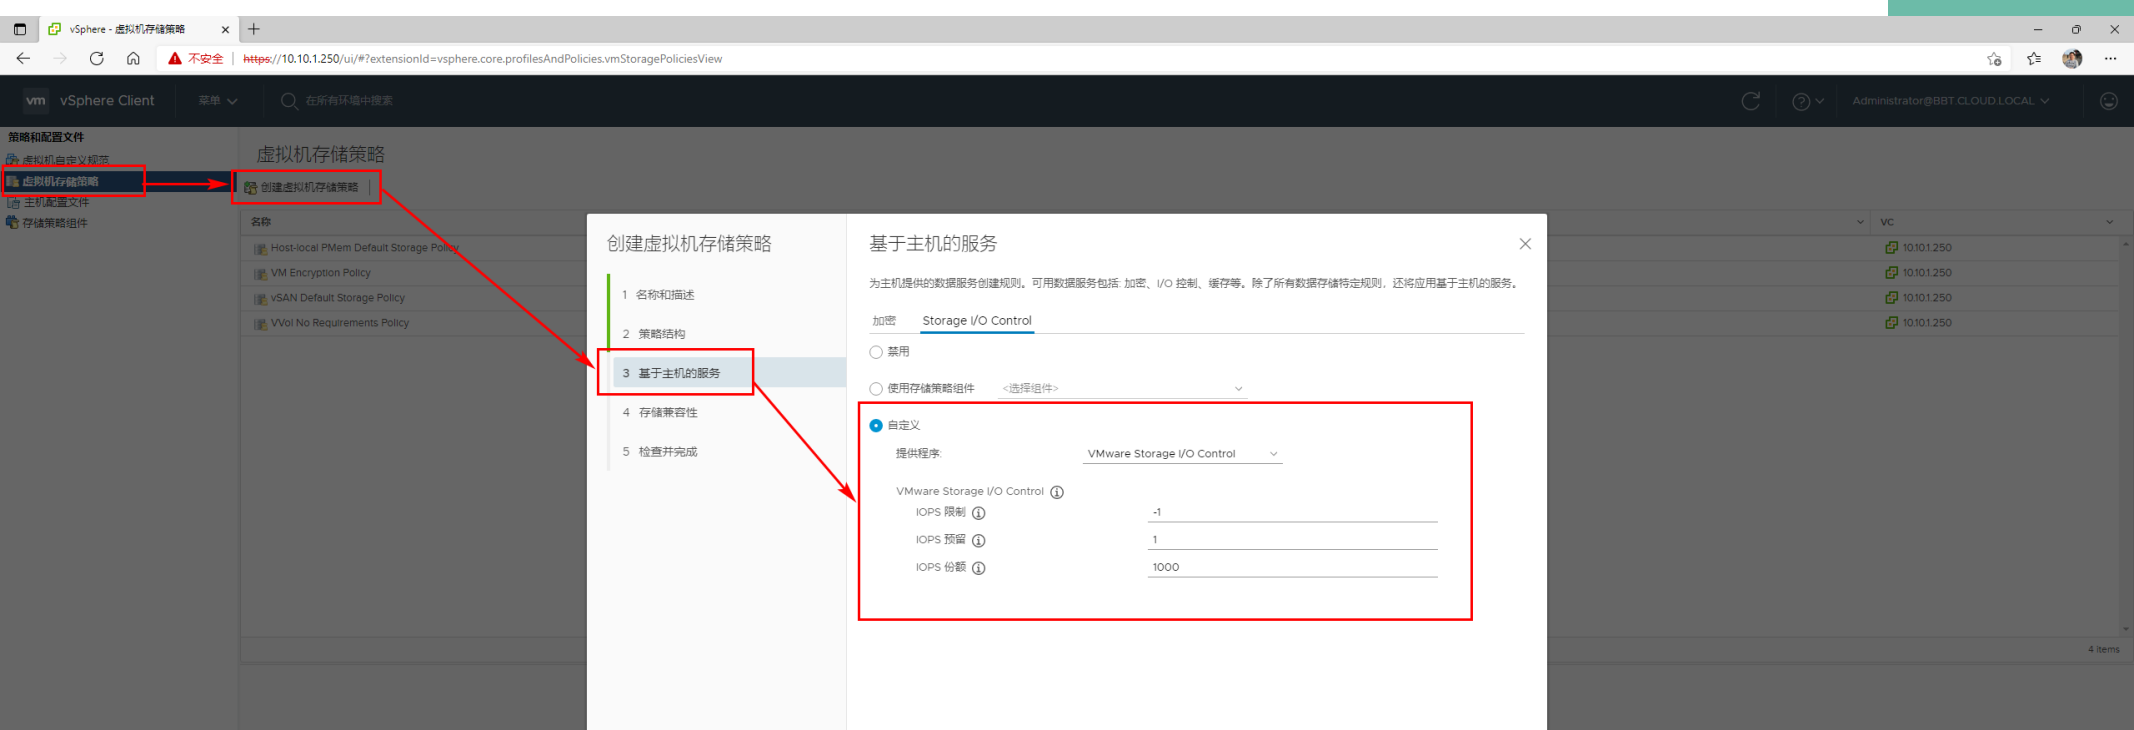 vSphere - 虚拟机存储策略
不安全 https://10.10.1.250/ui/#?extensionId=vsphere.core.profilesAndPolicies.vmStoragePoliciesView
vm vSphere Client 菜单 在所有环境中搜索 Administrator@BBT.CLOUD.LOCAL
策略和配置文件
虚拟机自定义规范
虚拟机存储策略
主机配置文件
存储策略组件
虚拟机存储策略
创建虚拟机存储策略
名称 VC
Host-local PMem Default Storage Policy 10.10.1.250
VM Encryption Policy 10.10.1.250
vSAN Default Storage Policy 10.10.1.250
VVol No Requirements Policy 10.10.1.250
4 items
创建虚拟机存储策略
1 名称和描述
2 策略结构
3 基于主机的服务
4 存储兼容性
5 检查并完成
基于主机的服务
为主机提供的数据服务创建规则。可用数据服务包括: 加密、I/O 控制、缓存等。除了所有数据存储特定规则，还将应用基于主机的服务。
加密 Storage I/O Control
禁用
使用存储策略组件 <选择组件>
自定义
提供程序: VMware Storage I/O Control
VMware Storage I/O Control
IOPS 限制 -1
IOPS 预留 1
IOPS 份额 1000